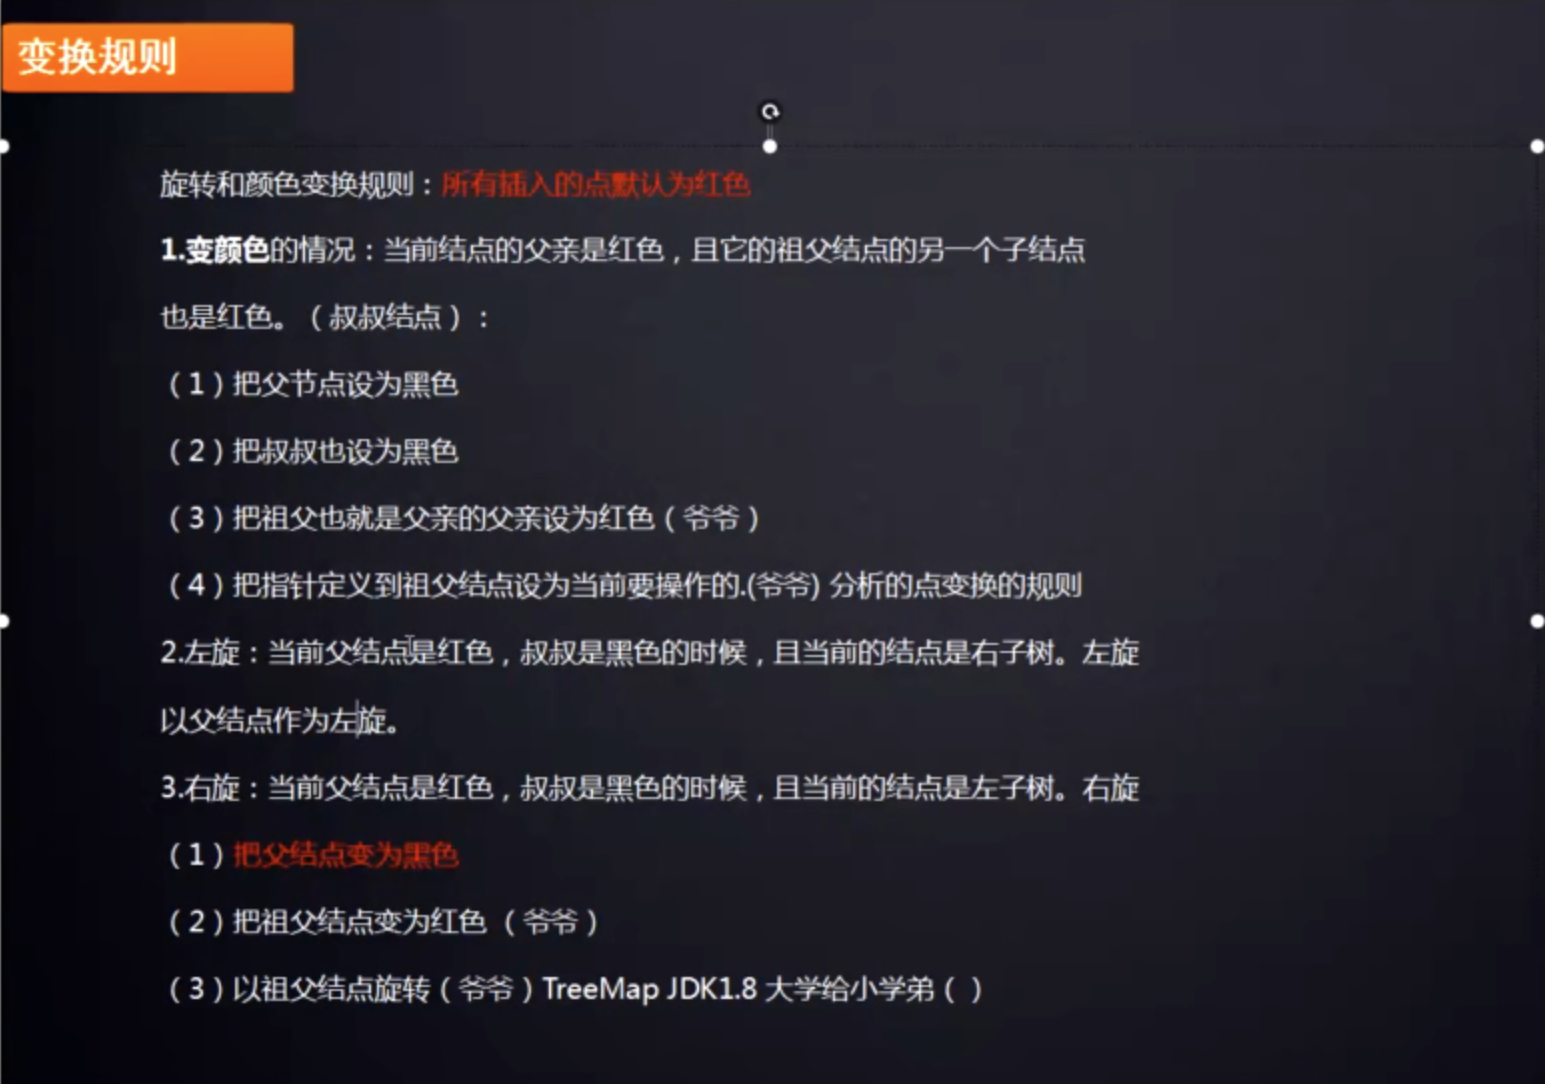 变换规则
旋转和颜色变换规则：所有插入的点默认为红色
1.变颜色的情况：当前结点的父亲是红色，且它的祖父结点的另一个子结点
也是红色。（叔叔结点）：
（1）把父节点设为黑色
（2）把叔叔也设为黑色
（3）把祖父也就是父亲的父亲设为红色（爷爷）
（4）把指针定义到祖父结点设为当前要操作的.(爷爷) 分析的点变换的规则
2.左旋：当前父结点是红色，叔叔是黑色的时候，且当前的结点是右子树。左旋
以父结点作为左旋。
3.右旋：当前父结点是红色，叔叔是黑色的时候，且当前的结点是左子树。右旋
（1）把父结点变为黑色
（2）把祖父结点变为红色 （爷爷）
（3）以祖父结点旋转（爷爷）TreeMap JDK1.8 大学给小学弟（ ）